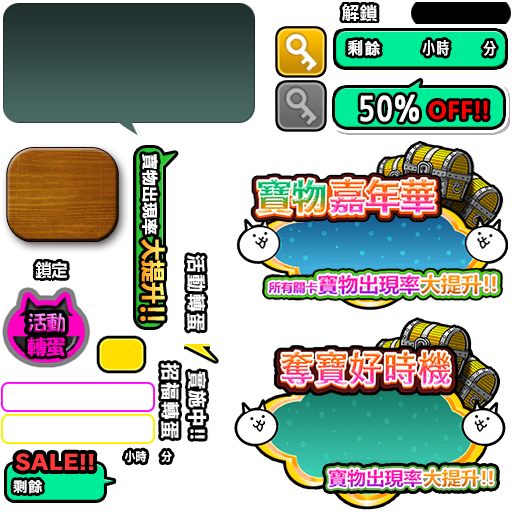 解鎖
剩餘 小時 分
50% OFF!!
寶物出現率
大提升!!
寶物嘉年華
所有關卡寶物出現率大提升!!
鎖定
活動轉蛋
活動
轉蛋
實施中!!
招福轉蛋
奪寶好時機
寶物出現率大提升!!
小時 分
SALE!!
剩餘